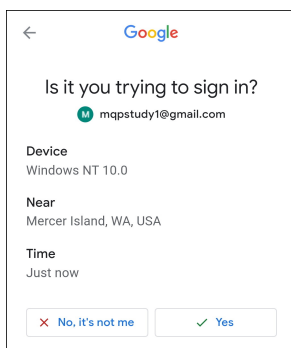 Google
Is it you trying to sign in?
M mqpstudy1@gmail.com
Device
Windows NT 10.0
Near
Mercer Island, WA, USA
Time
Just now
No, it's not me
Yes